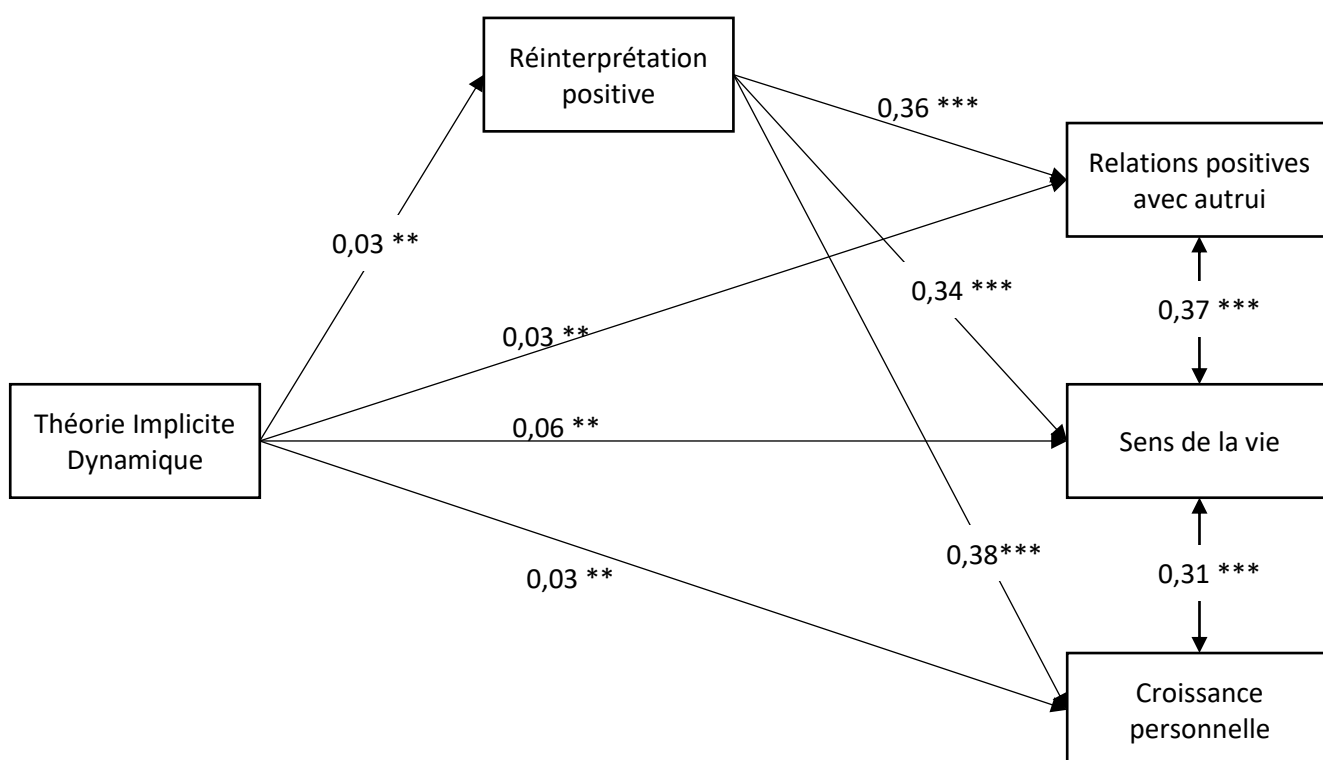 Réinterprétation
positive
0,36 ***
Relations positives
avec autrui
0,03 **
0,34 ***
0,37 ***
0,03 **
Théorie Implicite
Dynamique
0,06 **
Sens de la vie
0,38***
0,03 **
0,31 ***
Croissance
personnelle